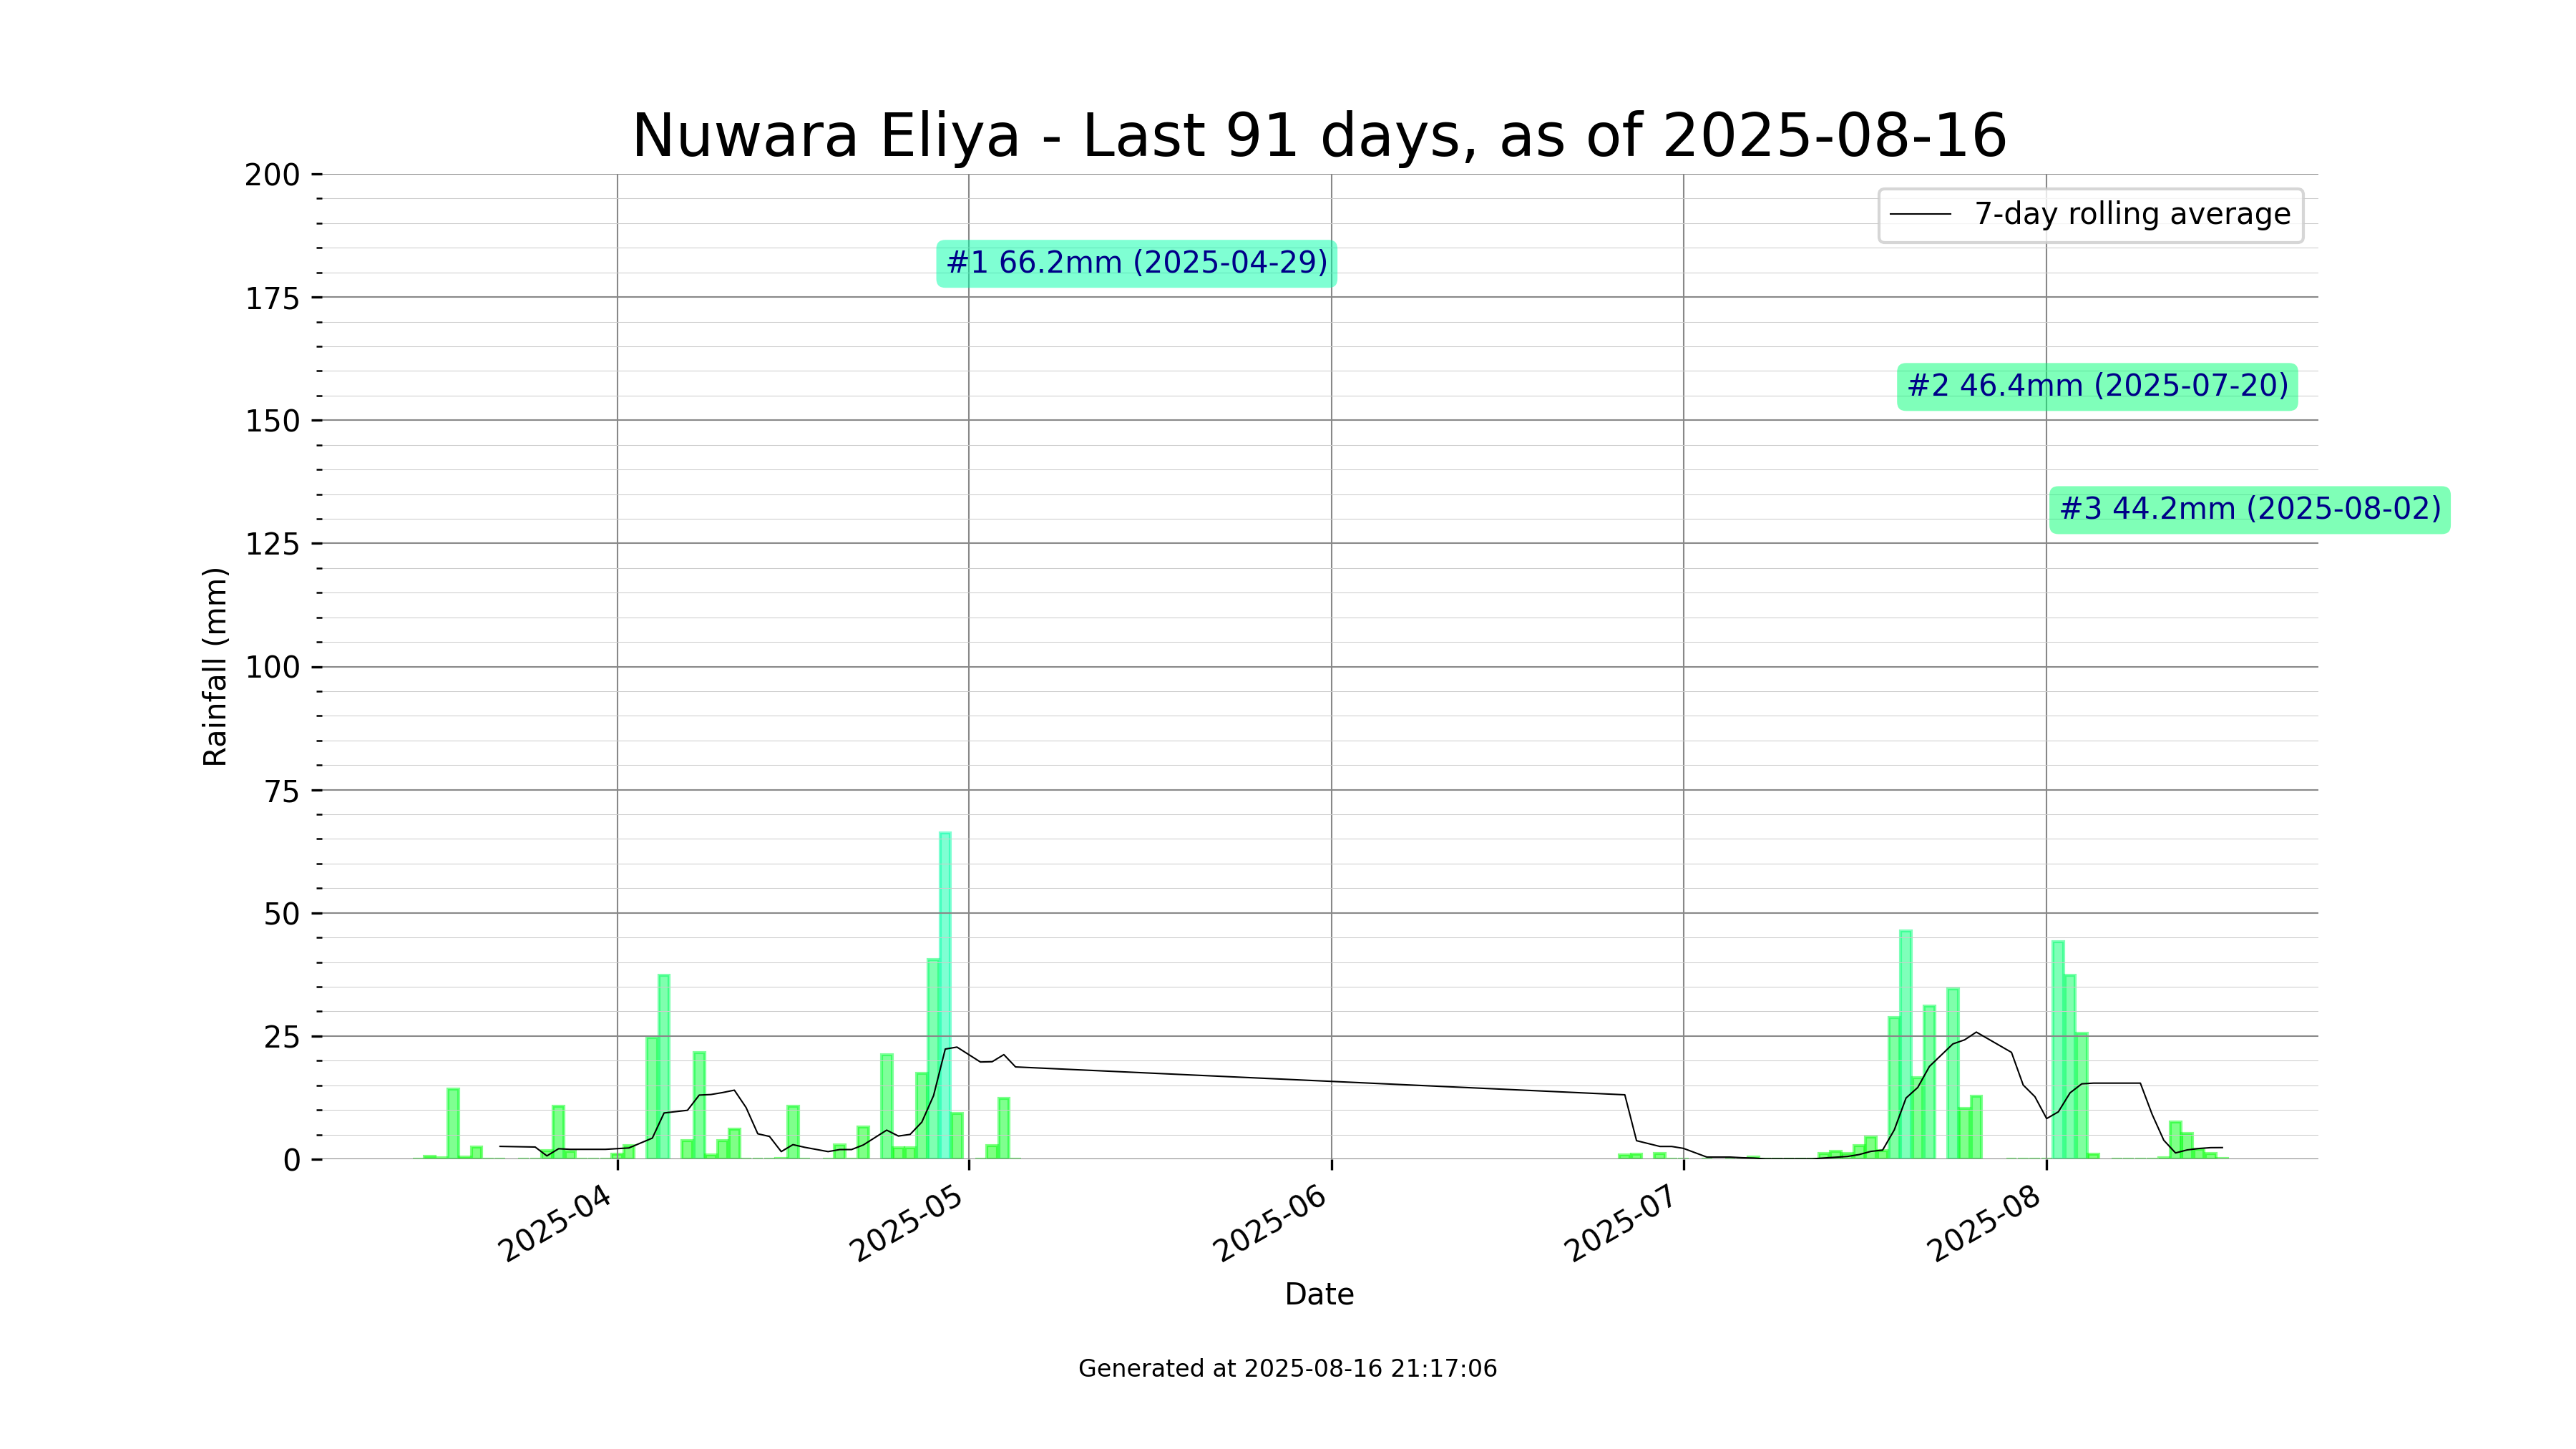 Nuwara Eliya - Last 91 days, as of 2025-08-16
7-day rolling average
#1 66.2mm (2025-04-29)
#2 46.4mm (2025-07-20)
#3 44.2mm (2025-08-02)
Rainfall (mm)
200
175
150
125
100
75
50
25
0
2025-04
2025-05
2025-06
2025-07
2025-08
Date
Generated at 2025-08-16 21:17:06